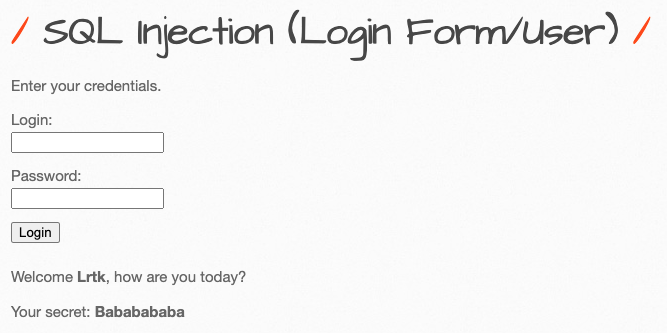 / SQL Injection (Login Form/User) /
Enter your credentials.
Login:
Password:
Login
Welcome Lrtk, how are you today?
Your secret: Bababababa